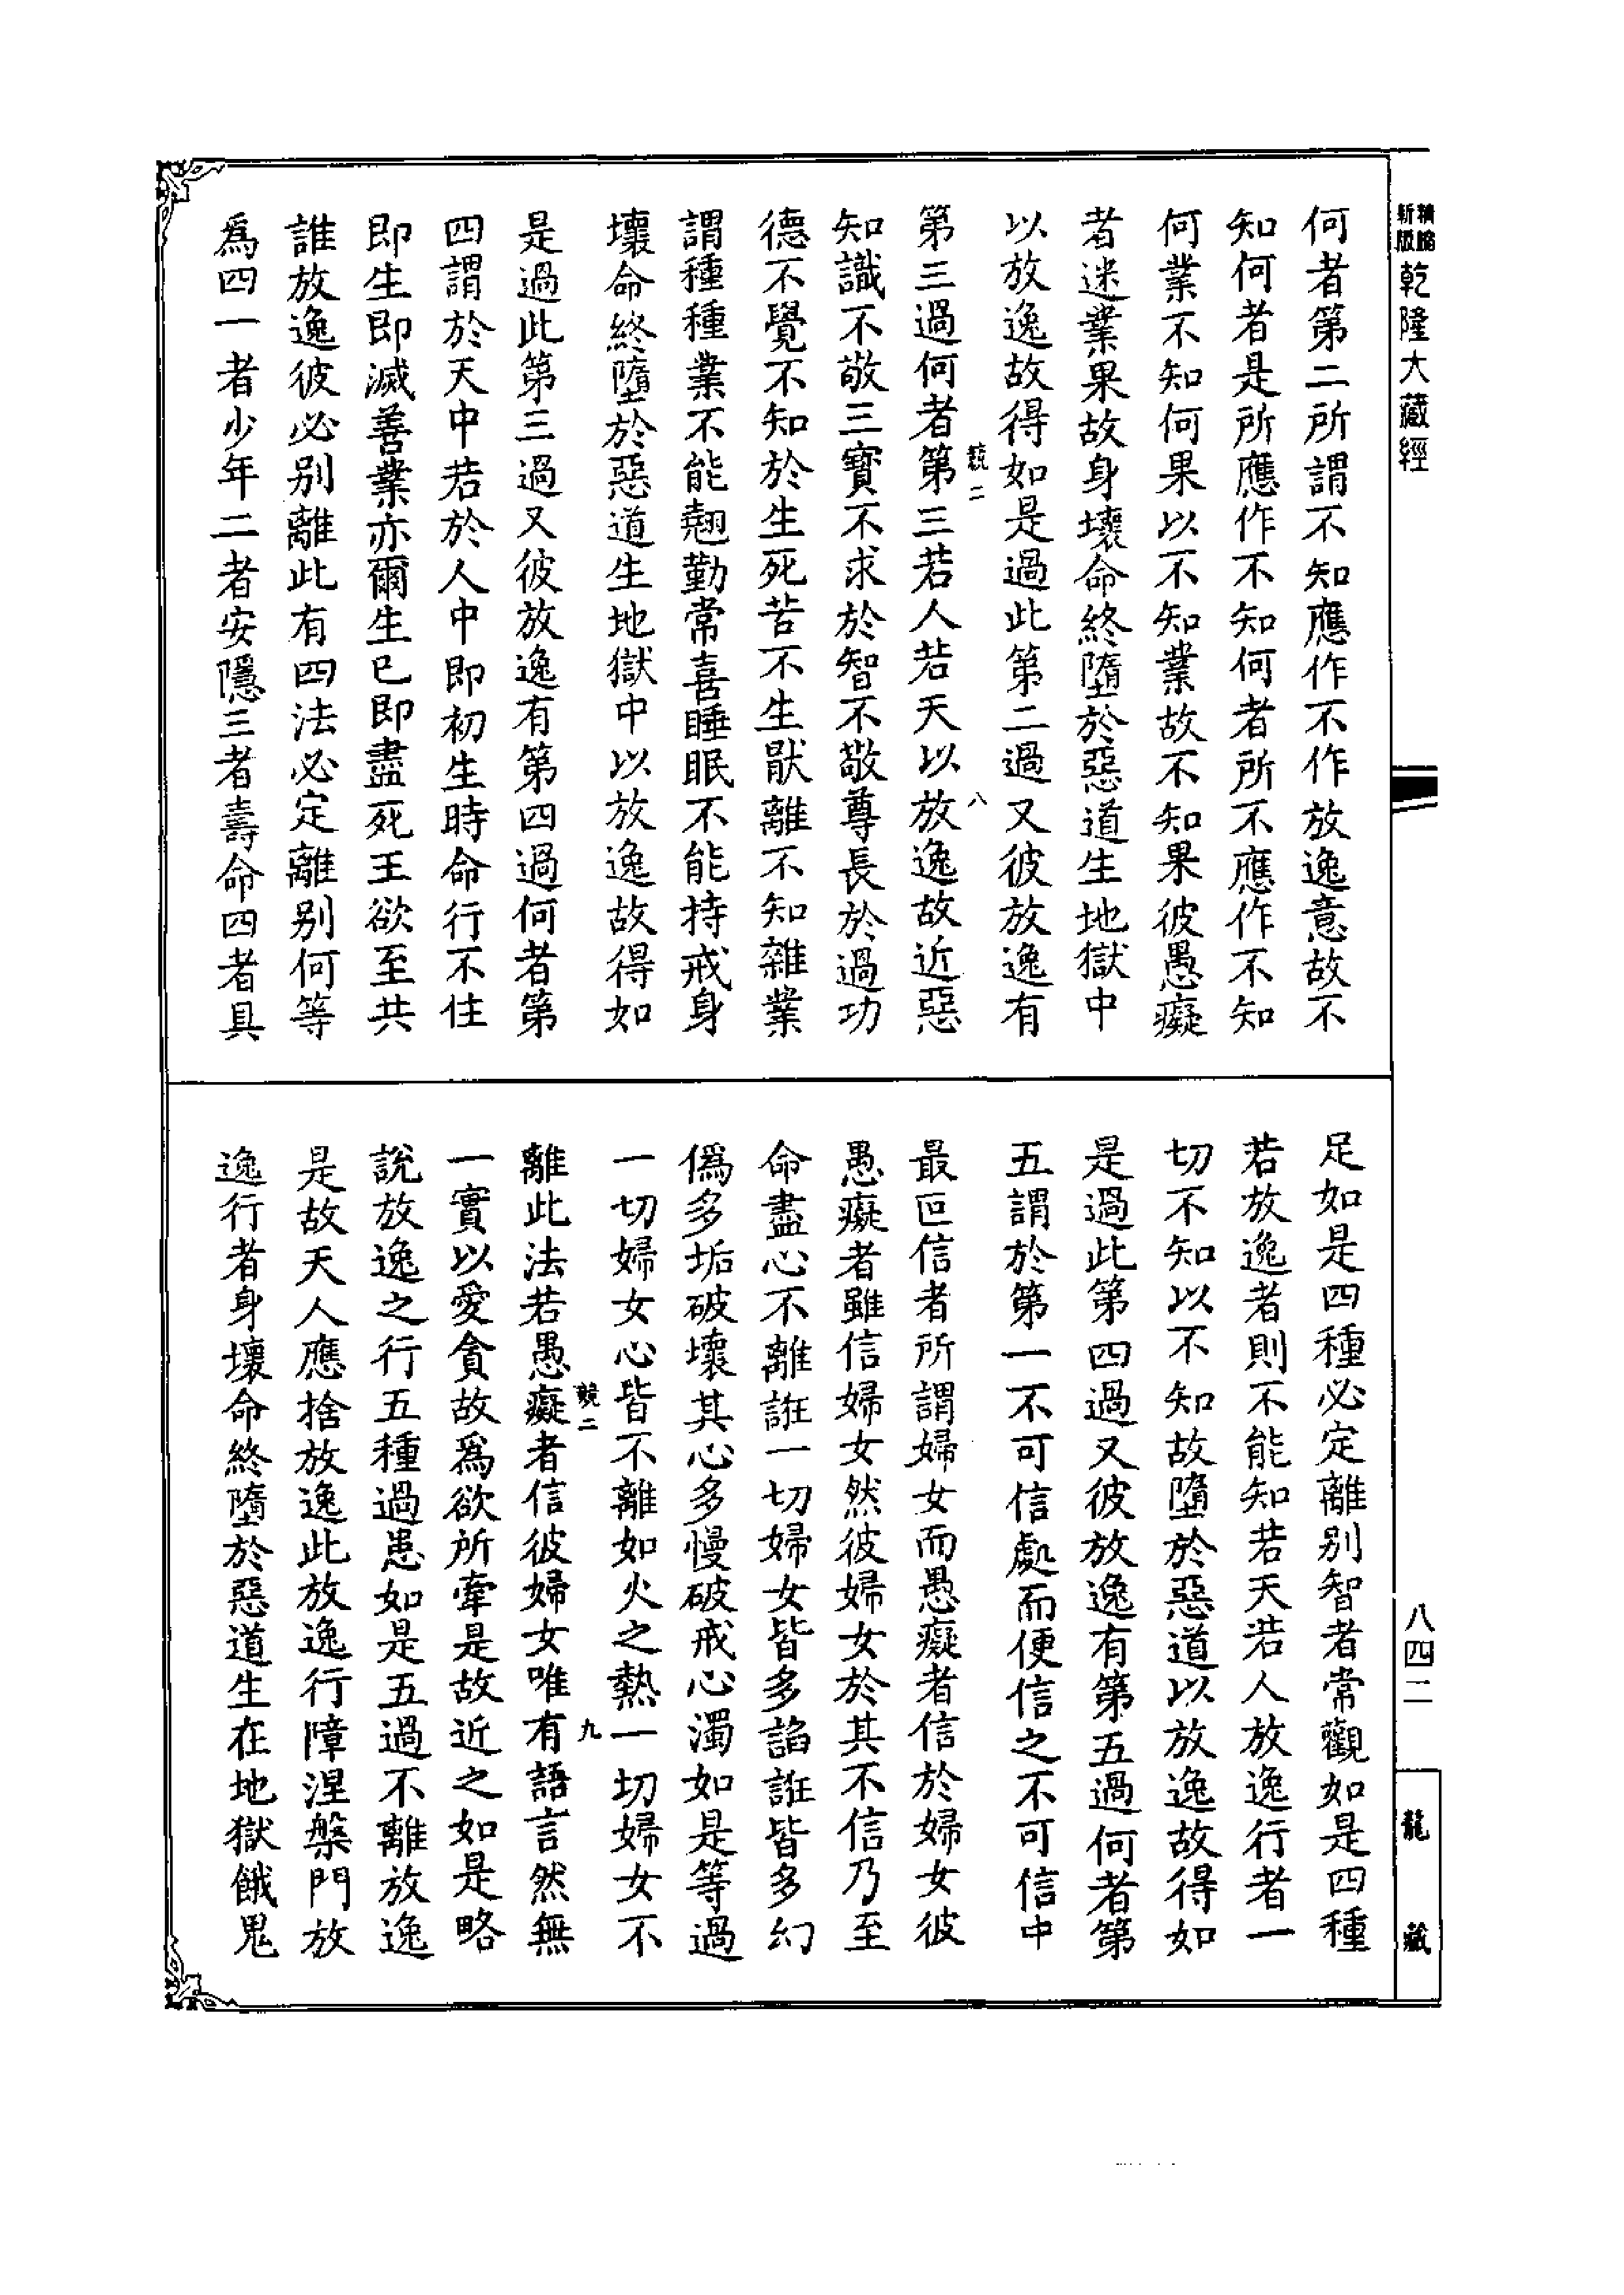 精縮
新版
乾隆大藏經
何者第二所謂不知應作不作放逸意故不
知何者是所應作不知何者所不應作不知
何業不知何果以不知業故不知果彼愚癡
者迷業果故身壞命終墮於惡道生地獄中
以放逸故得如是過此第二過又彼放逸有
第三過何者第三若人若天以放逸故近惡
知識不敬三寶不求於智不敬尊長於過功
德不覺不知於生死苦不生厭離不知雜業
謂種種業不能翹勤常喜睡眠不能持戒身
壞命終墮於惡道生地獄中以放逸故得如
是過此第三過又彼放逸有第四過何者第
四謂於天中若於人中即初生時命行不住
即生即滅善業亦爾生已即盡死王欲至共
誰放逸彼必別離此有四法必定離別何等
爲四一者少年二者安隱三者壽命四者具
足如是四種必定離別智者常觀如是四種
若放逸者則不能知若天若人放逸行者一
切不知以不知故墮於惡道以放逸故得如
是過此第四過又彼放逸有第五過何者第
五謂於第一不可信處而便信之不可信中
最叵信者所謂婦女而愚癡者信於婦女彼
愚癡者雖信婦女然彼婦女於其不信乃至
命盡心不離誑一切婦女皆多諂誑皆多幻
僞多垢破壞其心多慢破戒心濁如是等過
一切婦女心皆不離如火之熱一切婦女不
離此法若愚癡者信彼婦女唯有語言然無
一實以愛貪故爲欲所牽是故近之如是略
說放逸之行五種過患如是五過不離放逸
是故天人應捨放逸此放逸行障涅槃門放
逸行者身壞命終墮於惡道生在地獄餓鬼
競二
八
競二
九
八四二
龍藏